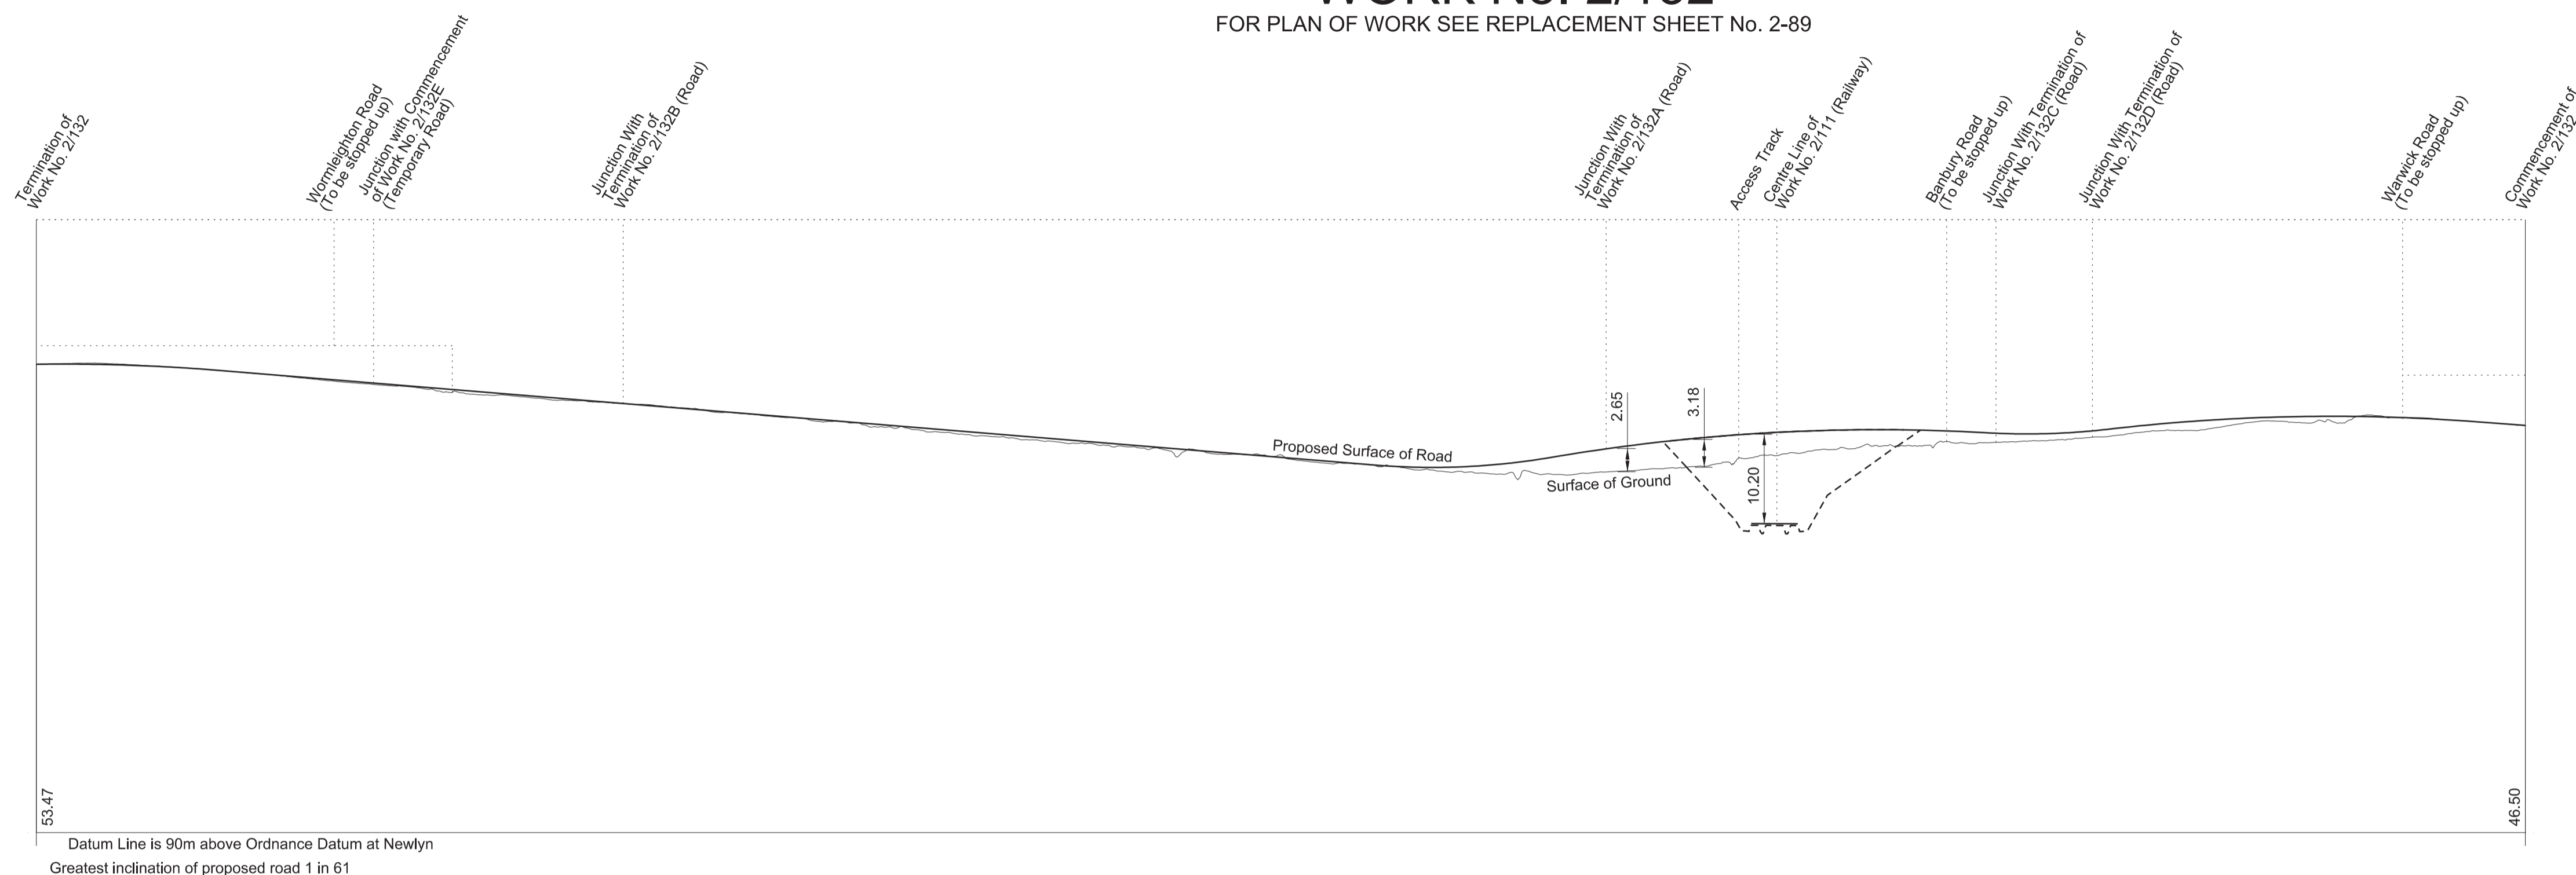 WORK No. 2/132
FOR PLAN OF WORK SEE REPLACEMENT SHEET No. 2-89
Termination of
Work No. 2/132
Wormleighton Road
(To be stopped up)
Junction with Commencement
of Work No. 2/132E
(Temporary Road)
Junction With
Termination of
Work No. 2/132B (Road)
Junction With
Termination of
Work No. 2/132A (Road)
Access Track
Centre Line of
Work No. 2/111 (Railway)
Banbury Road
(To be stopped up)
Junction With Termination of
Work No. 2/132C (Road)
Junction With Termination of
Work No. 2/132D (Road)
Warwick Road
(To be stopped up)
Commencement of
Work No. 2/132
2.65
3.18
Proposed Surface of Road
Surface of Ground
10.20
53.47
46.50
Datum Line is 90m above Ordnance Datum at Newlyn
Greatest inclination of proposed road 1 in 61